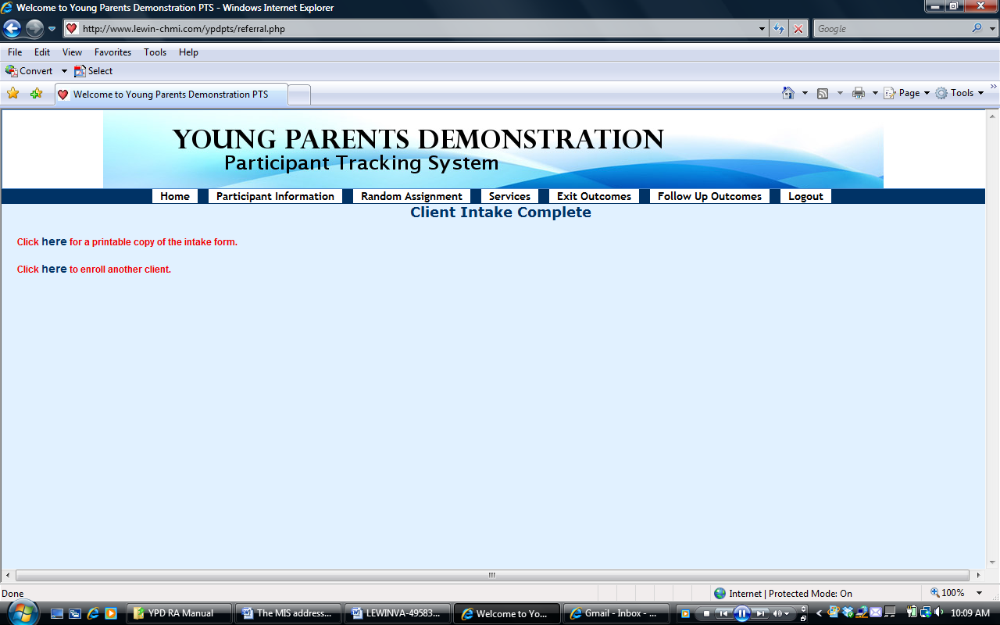 Welcome to Young Parents Demonstration PTS - Windows Internet Explorer
http://www.lewin-chmi.com/ypdpts/referral.php
Google
File Edit View Favorites Tools Help
Convert Select
Welcome to Young Parents Demonstration PTS
Page Tools
YOUNG PARENTS DEMONSTRATION
Participant Tracking System
Home Participant Information Random Assignment Services Exit Outcomes Follow Up Outcomes Logout
Client Intake Complete
Click here for a printable copy of the intake form.
Click here to enroll another client.
Done
Internet | Protected Mode: On
100%
YPD RA Manual
The MIS address...
LEWINVA-49583...
Welcome to Yo...
Gmail - Inbox - ...
10:09 AM